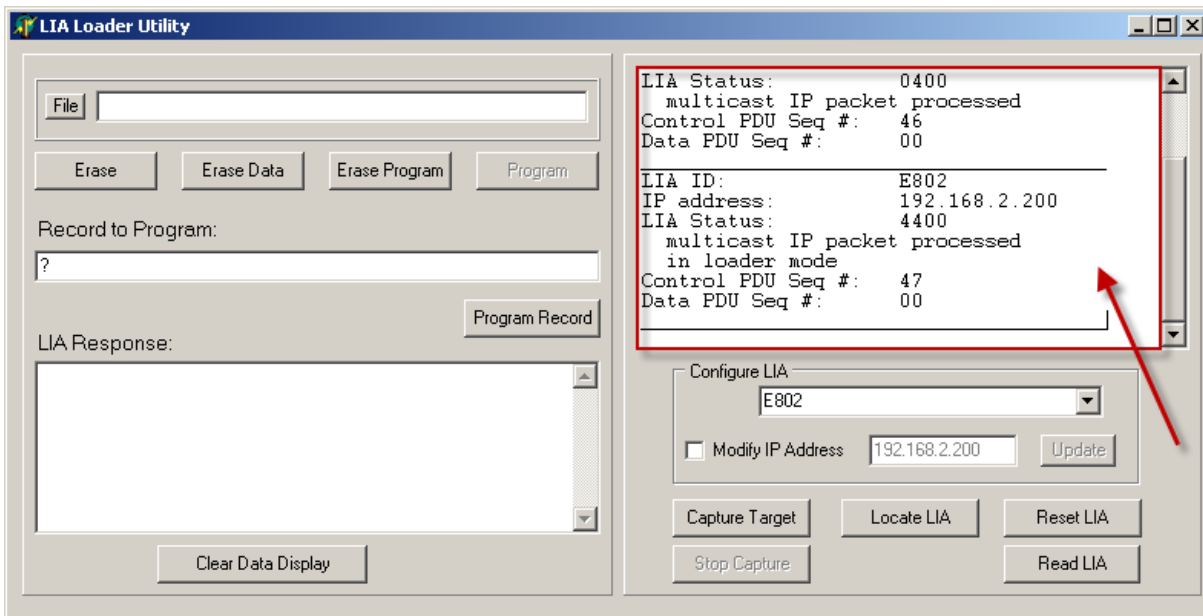 LIA Loader Utility
File
Erase Erase Data Erase Program Program
Record to Program:
?
Program Record
LIA Response:
Clear Data Display
LIA Status: 0400
multicast IP packet processed
Control PDU Seq #: 46
Data PDU Seq #: 00
LIA ID: E802
IP address: 192.168.2.200
LIA Status: 4400
multicast IP packet processed
in loader mode
Control PDU Seq #: 47
Data PDU Seq #: 00
Configure LIA
E802
Modify IP Address 192.168.2.200 Update
Capture Target Locate LIA Reset LIA
Stop Capture Read LIA